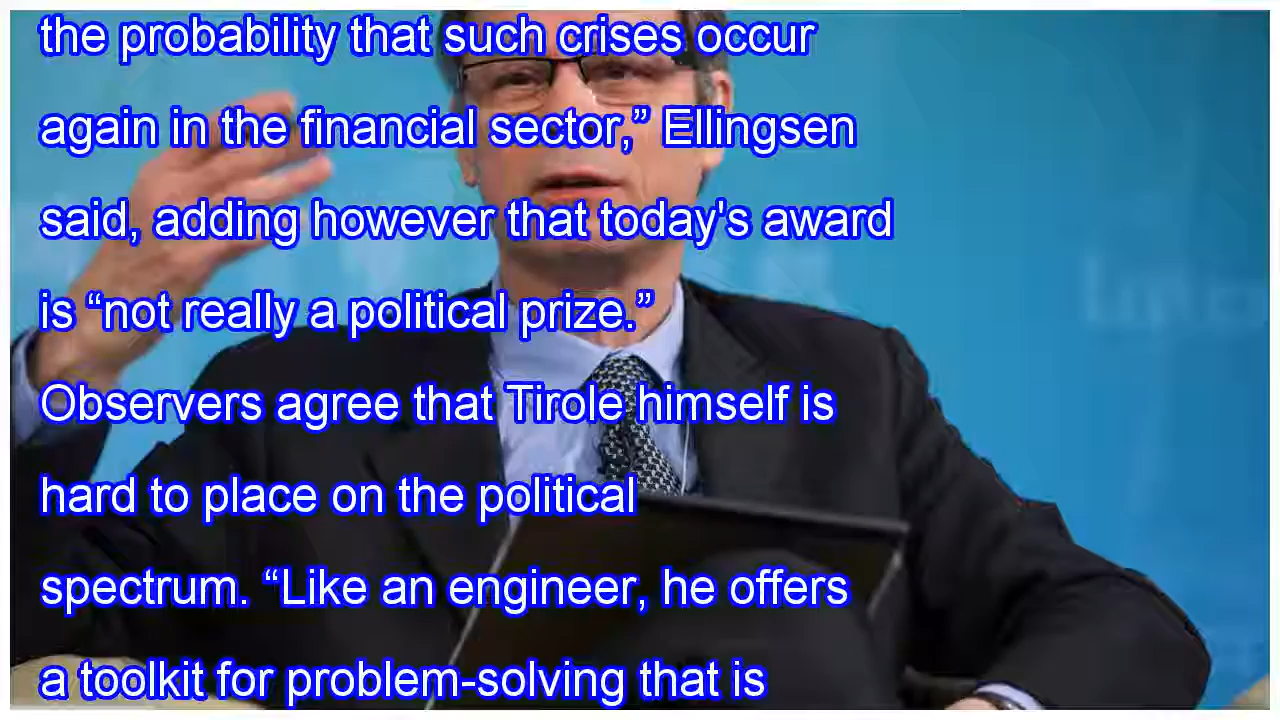 the probability that such crises occur
again in the financial sector,” Ellingsen
said, adding however that today's award
is “not really a political prize.”
Observers agree that Tirole himself is
hard to place on the political
spectrum. “Like an engineer, he offers
a toolkit for problem-solving that is